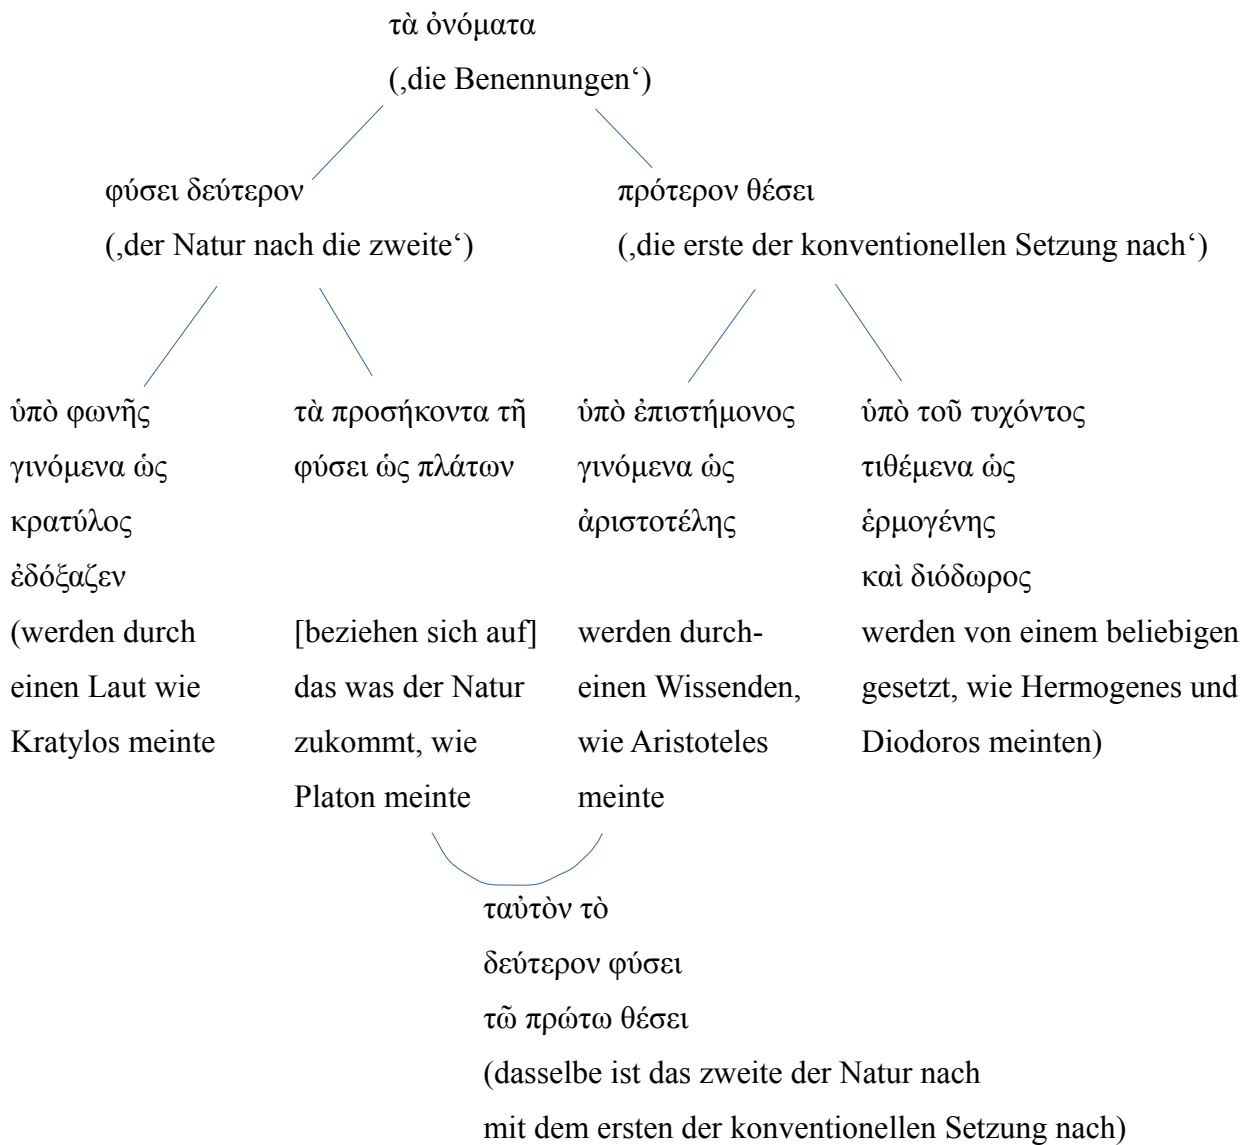 τὰ ὀνόματα
(‚die Benennungen‘)
φύσει δεύτερον
(‚der Natur nach die zweite‘)
πρότερον θέσει
(‚die erste der konventionellen Setzung nach‘)
ὑπὸ φωνῆς
γινόμενα ὡς
κρατύλος
ἐδόξαζεν
(werden durch
einen Laut wie
Kratylos meinte
τὰ προσήκοντα τῆ
φύσει ὡς πλάτων
[beziehen sich auf]
das was der Natur
zukommt, wie
Platon meinte
ὑπὸ ἐπιστήμονος
γινόμενα ὡς
ἀριστοτέλης
werden durch-
einen Wissenden,
wie Aristoteles
meinte
ὑπὸ τοῦ τυχόντος
τιθέμενα ὡς
ἑρμογένης
καὶ διόδωρος
werden von einem beliebigen
gesetzt, wie Hermogenes und
Diodoros meinten)
ταὐτὸν τὸ
δεύτερον φύσει
τῶ πρώτω θέσει
(dasselbe ist das zweite der Natur nach
mit dem ersten der konventionellen Setzung nach)